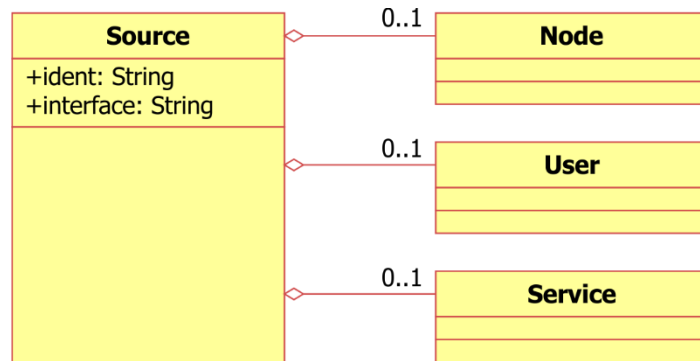 Source
+ident: String
+interface: String
0..1
Node
0..1
User
0..1
Service